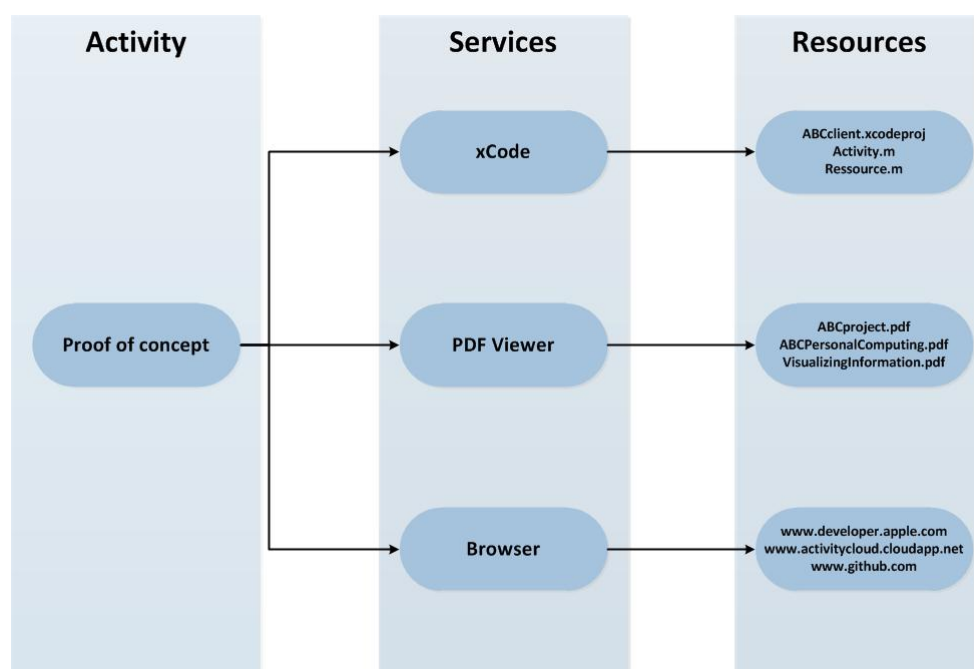 Activity
Services
Resources
Proof of concept
xCode
ABCclient.xcodeproj
Activity.m
Ressource.m
PDF Viewer
ABCproject.pdf
ABCPersonalComputing.pdf
VisualizingInformation.pdf
Browser
www.developer.apple.com
www.activitycloud.cloudapp.net
www.github.com